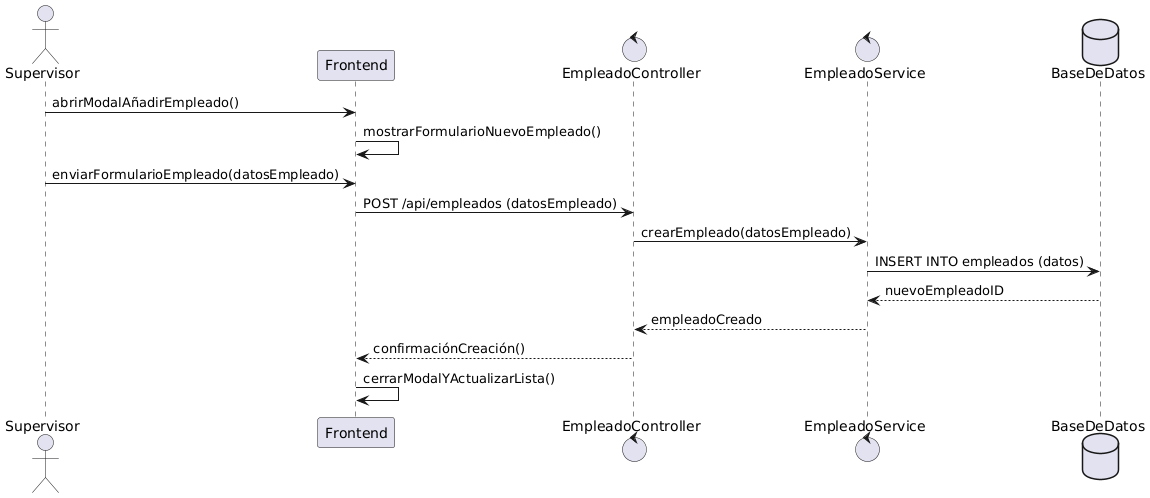 Supervisor
Frontend
EmpleadoController
EmpleadoService
BaseDeDatos
abrirModalAñadirEmpleado()
mostrarFormularioNuevoEmpleado()
enviarFormularioEmpleado(datosEmpleado)
POST /api/empleados (datosEmpleado)
crearEmpleado(datosEmpleado)
INSERT INTO empleados (datos)
nuevoEmpleadoID
empleadoCreado
confirmaciónCreación()
cerrarModalYActualizarLista()
Supervisor
Frontend
EmpleadoController
EmpleadoService
BaseDeDatos